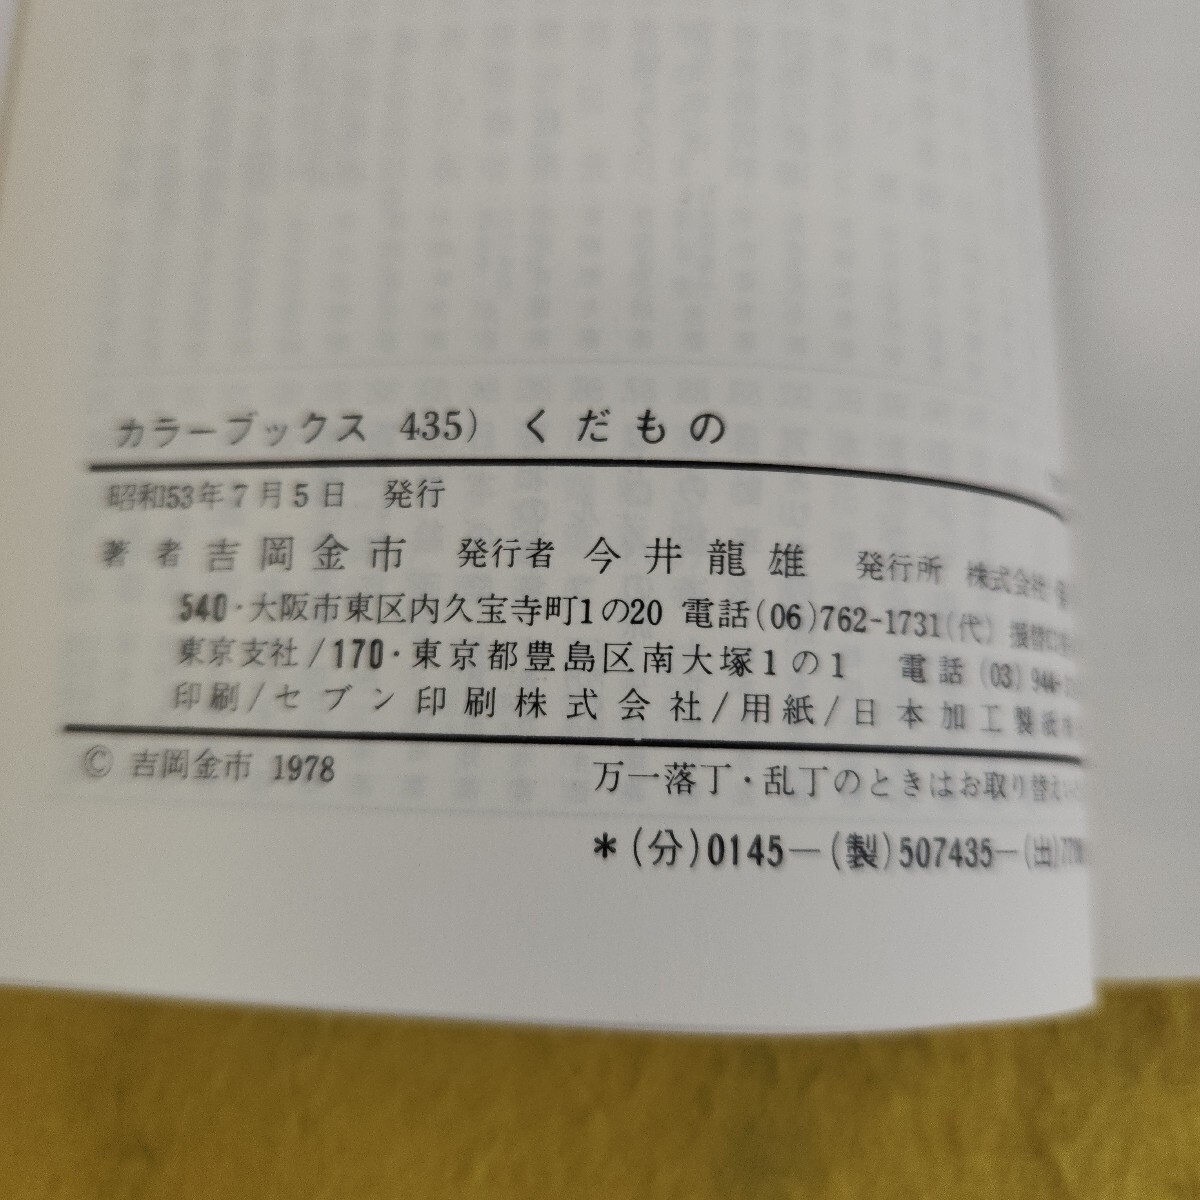 カラーブックス 435) くだもの
昭和53年7月5日 発行
著者 吉岡金市 発行者 今井龍雄 発行所 株式会社
540・大阪市東区内久宝寺町1の20 電話(06)762-1731(代) 振替口
東京支社/170・東京都豊島区南大塚1の1 電話(03)944-
印刷/セブン印刷株式会社/用紙/日本加工製紙
© 吉岡金市 1978 万一落丁・乱丁のときはお取り替え
*(分)0145—(製)507435—(出)77